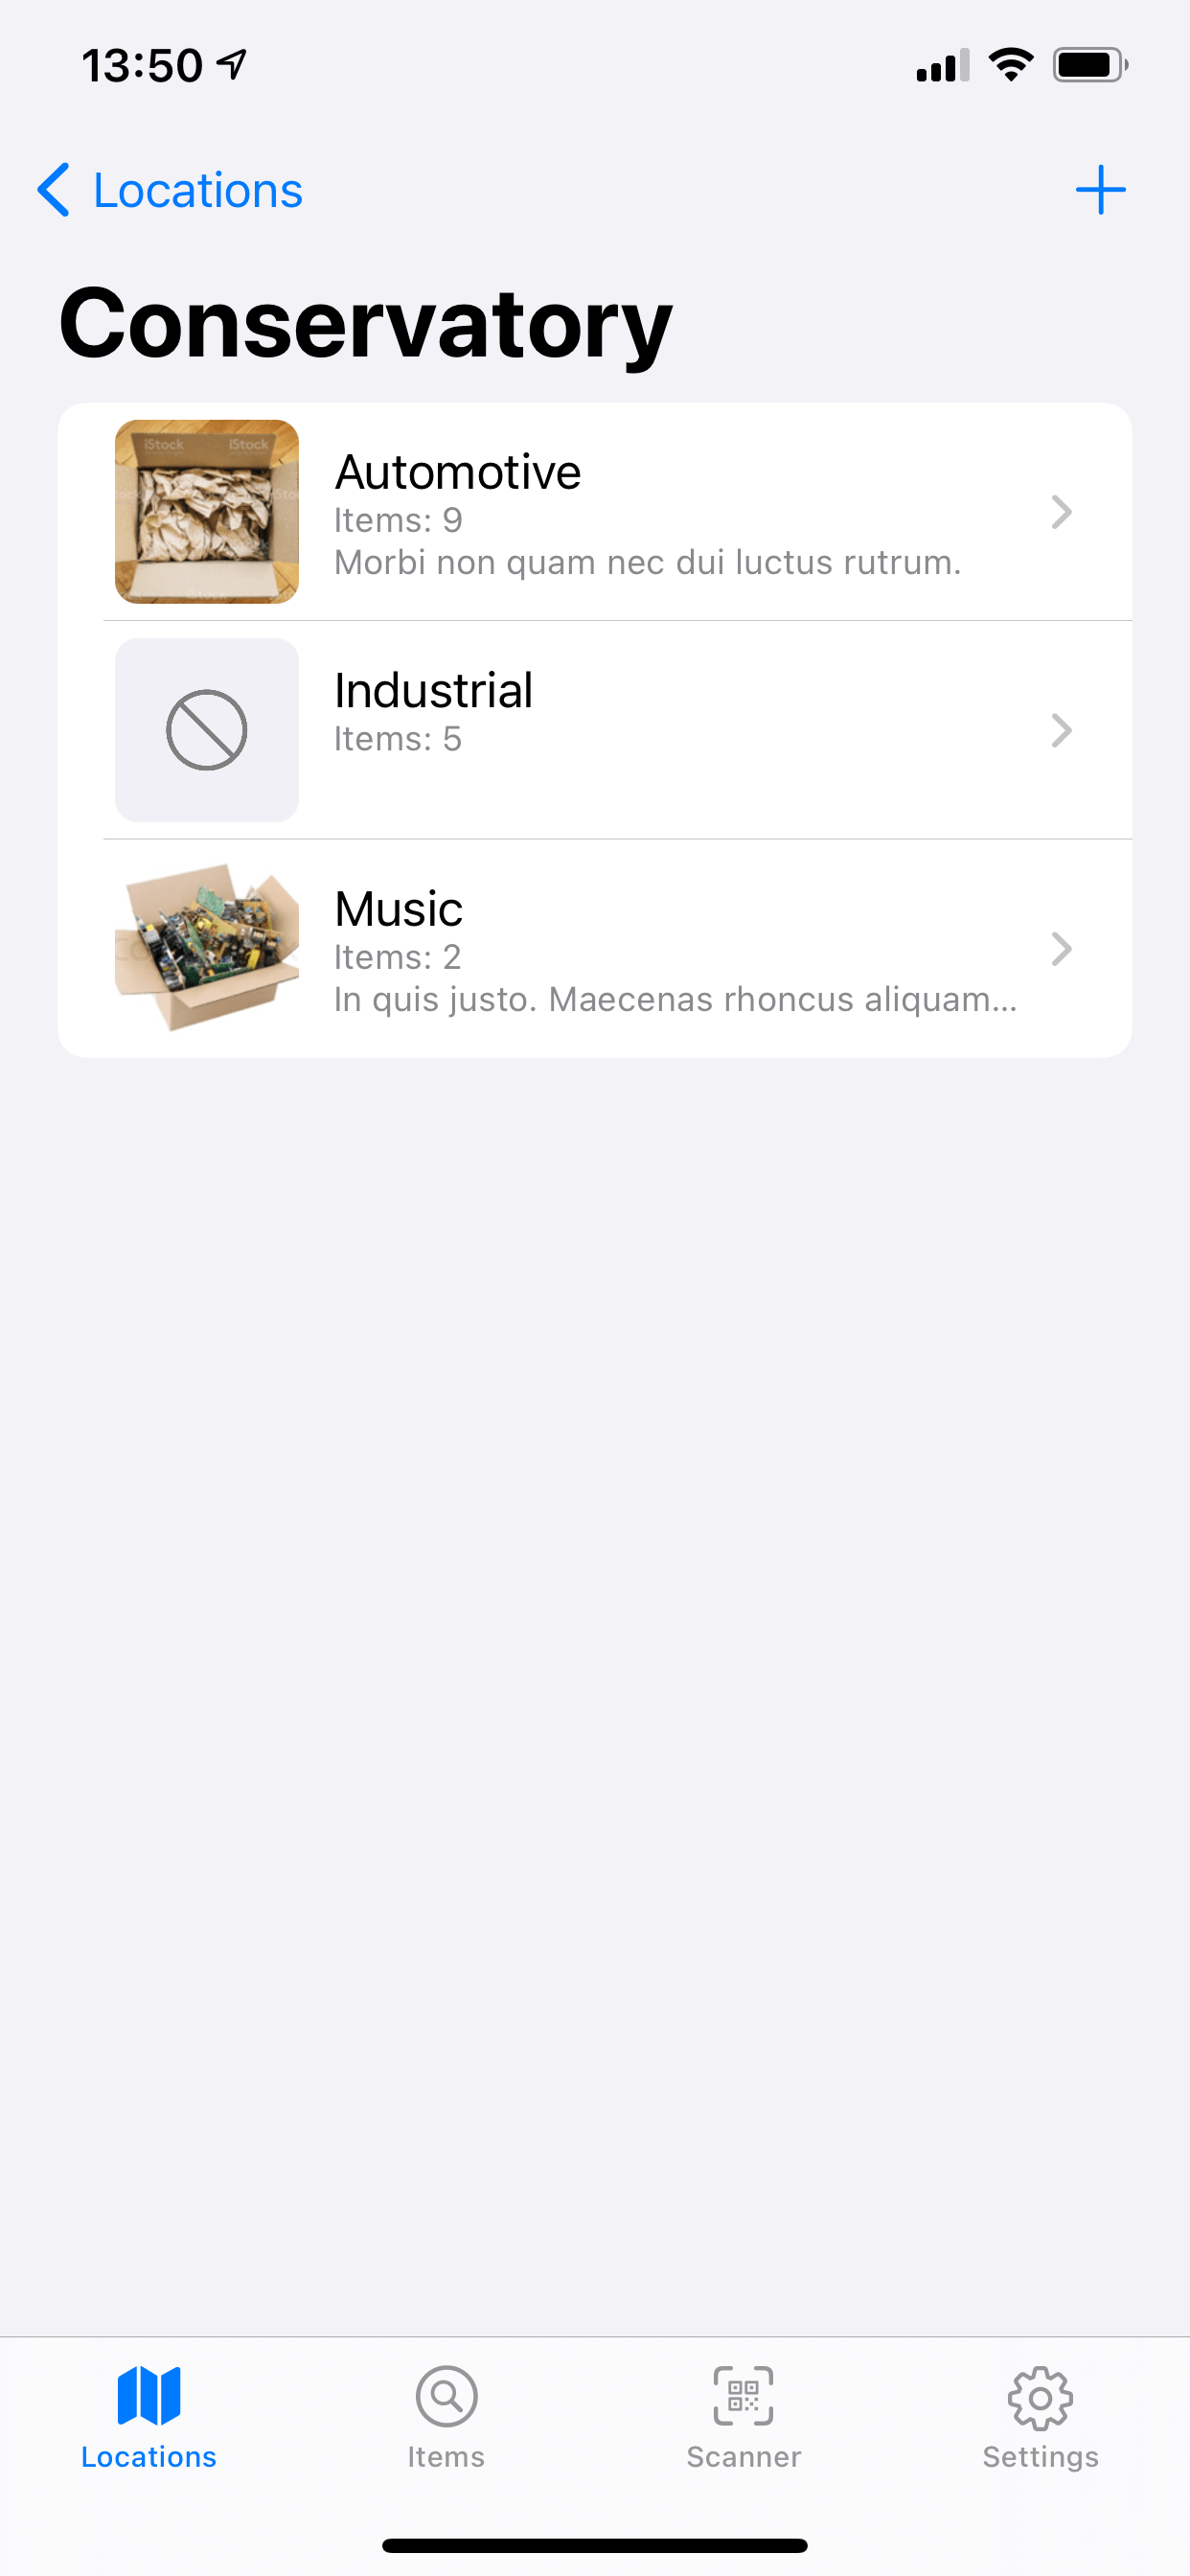 13:50
Locations
Conservatory
iStock iStock
Automotive
Items: 9
Morbi non quam nec dui luctus rutrum.
Industrial
Items: 5
Music
Items: 2
In quis justo. Maecenas rhoncus aliquam...
Locations
Items
Scanner
Settings